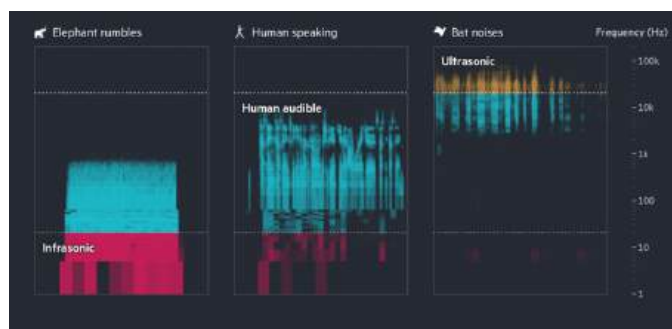 Elephant rumbles
Human speaking
Bat noises
Frequency (Hz)
Ultrasonic
100k
Human audible
10k
1k
100
Infrasonic
10
1